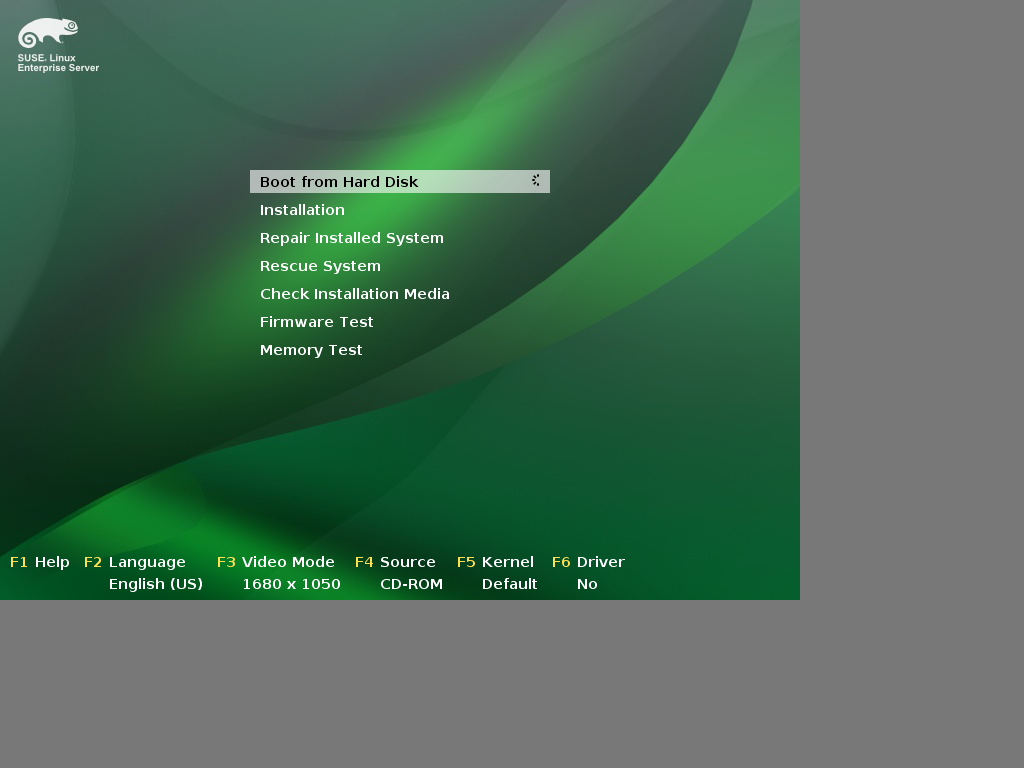 SUSE. Linux
Enterprise Server
Boot from Hard Disk
Installation
Repair Installed System
Rescue System
Check Installation Media
Firmware Test
Memory Test
F1 Help F2 Language F3 Video Mode F4 Source F5 Kernel F6 Driver
English (US) 1680 x 1050 CD-ROM Default No